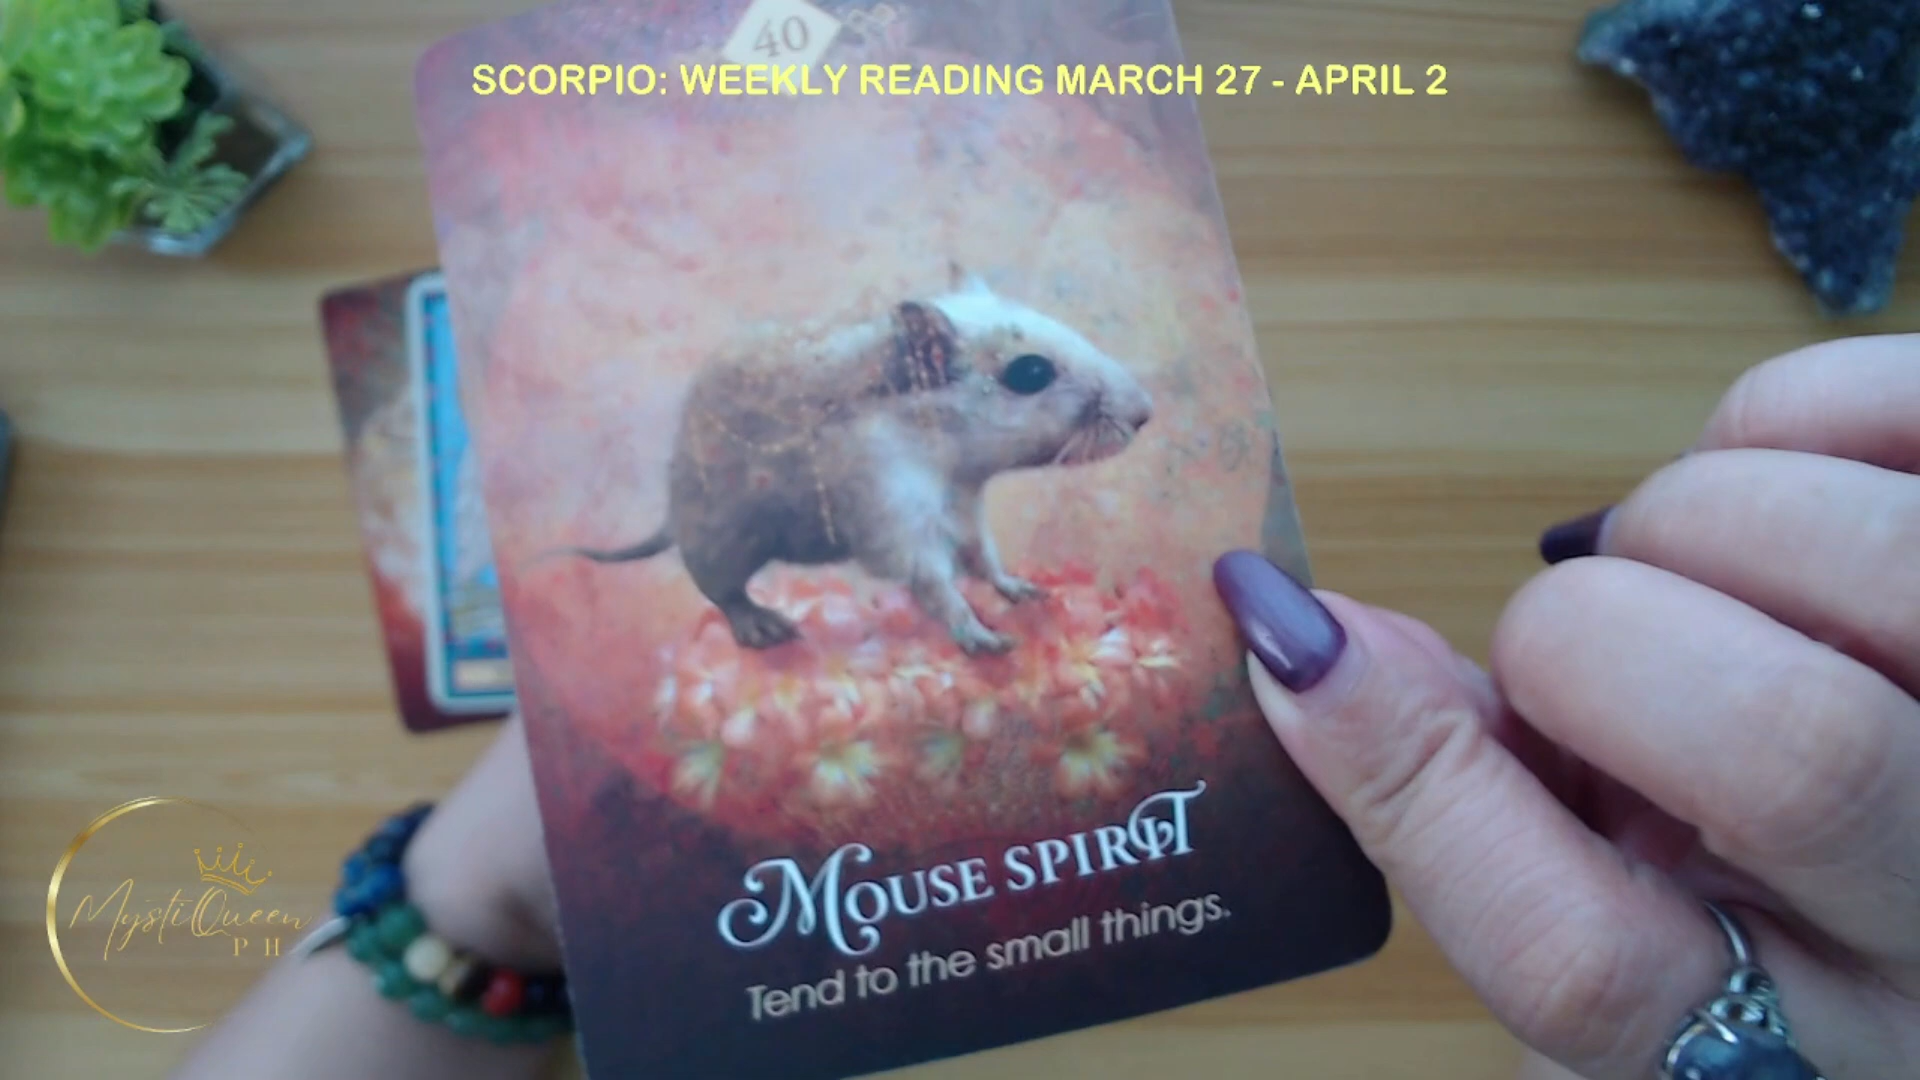 40
SCORPIO: WEEKLY READING MARCH 27 - APRIL 2
MOUSE SPIRIT
Tend to the small things.
MystiQueen
PH